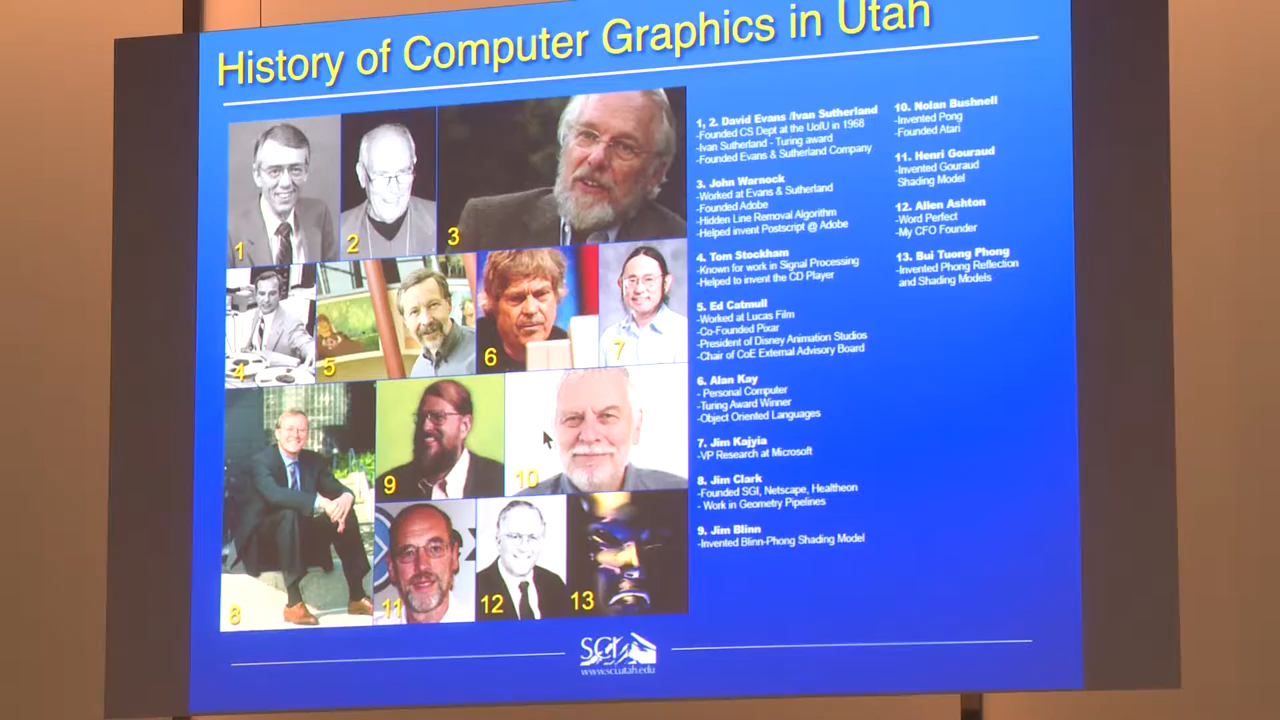 History of Computer Graphics in Utah
1
2
3
4
5
6
7
8
9
10
11
12
13
1, 2. David Evans /Ivan Sutherland
-Founded CS Dept at the UofU in 1968
-Ivan Sutherland - Turing award
-Founded Evans & Sutherland Company
3. John Warnock
-Worked at Evans & Sutherland
-Founded Adobe
-Hidden Line Removal Algorithm
-Helped invent Postscript @ Adobe
4. Tom Stockham
-Known for work in Signal Processing
-Helped to invent the CD Player
5. Ed Catmull
-Worked at Lucas Film
-Co-Founded Pixar
-President of Disney Animation Studios
-Chair of CoE External Advisory Board
6. Alan Kay
- Personal Computer
-Turing Award Winner
-Object Oriented Languages
7. Jim Kajyia
-VP Research at Microsoft
8. Jim Clark
-Founded SGI, Netscape, Healtheon
- Work in Geometry Pipelines
9. Jim Blinn
-Invented Blinn-Phong Shading Model
10. Nolan Bushnell
-Invented Pong
-Founded Atari
11. Henri Gouraud
-Invented Gouraud
Shading Model
12. Allen Ashton
-Word Perfect
-My CFO Founder
13. Bui Tuong Phong
-Invented Phong Reflection
and Shading Models
SCI
www.sci.utah.edu